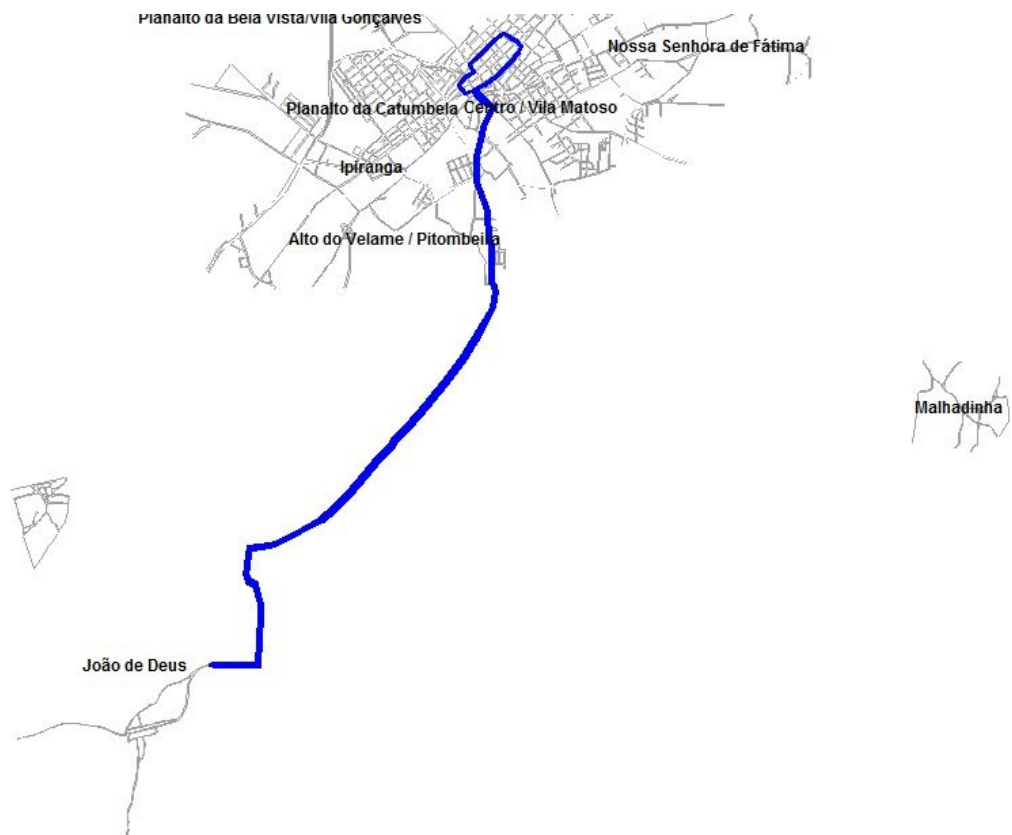 Planalto da Bela Vista/Vila Gonçalves
Nossa Senhora de Fátima
Planalto da Catumbela
Centro / Vila Matoso
Ipiranga
Alto do Velame / Pitombeira
Malhadinha
João de Deus